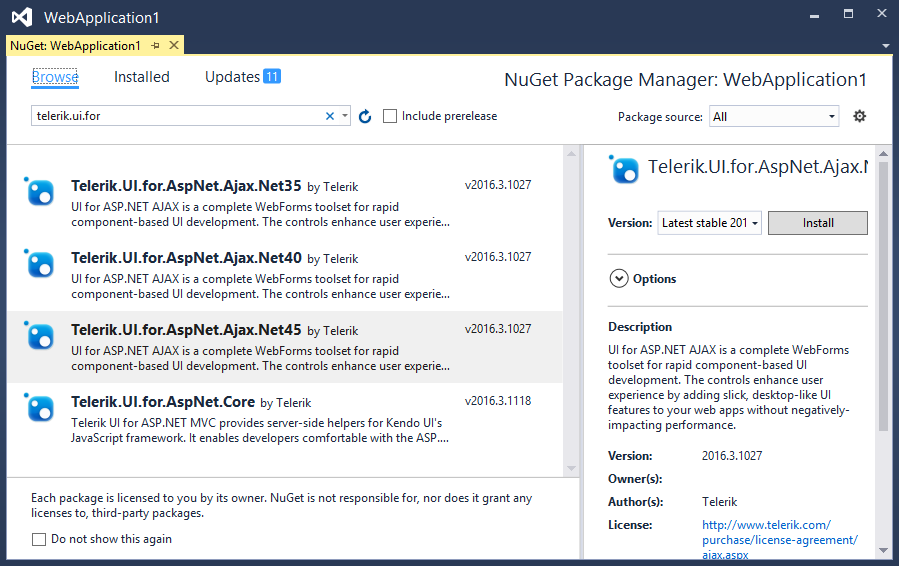 WebApplication1
NuGet: WebApplication1
Browse Installed Updates 11
NuGet Package Manager: WebApplication1
telerik.ui.for
Include prerelease
Package source: All
Telerik.UI.for.AspNet.Ajax.Net35 by Telerik v2016.3.1027
UI for ASP.NET AJAX is a complete WebForms toolset for rapid
component-based UI development. The controls enhance user experie...
Telerik.UI.for.AspNet.Ajax.Net40 by Telerik v2016.3.1027
UI for ASP.NET AJAX is a complete WebForms toolset for rapid
component-based UI development. The controls enhance user experie...
Telerik.UI.for.AspNet.Ajax.Net45 by Telerik v2016.3.1027
UI for ASP.NET AJAX is a complete WebForms toolset for rapid
component-based UI development. The controls enhance user experie...
Telerik.UI.for.AspNet.Core by Telerik v2016.3.1118
Telerik UI for ASP.NET MVC provides server-side helpers for Kendo UI's
JavaScript framework. It enables developers comfortable with the ASP....
Each package is licensed to you by its owner. NuGet is not responsible for, nor does it grant any
licenses to, third-party packages.
Do not show this again
Telerik.UI.for.AspNet.Ajax.N
Version: Latest stable 201 Install
Options
Description
UI for ASP.NET AJAX is a complete WebForms
toolset for rapid component-based UI
development. The controls enhance user
experience by adding slick, desktop-like UI
features to your web apps without negatively-
impacting performance.
Version: 2016.3.1027
Owner(s):
Author(s): Telerik
License: http://www.telerik.com/
purchase/license-agreement/
ajax.aspx